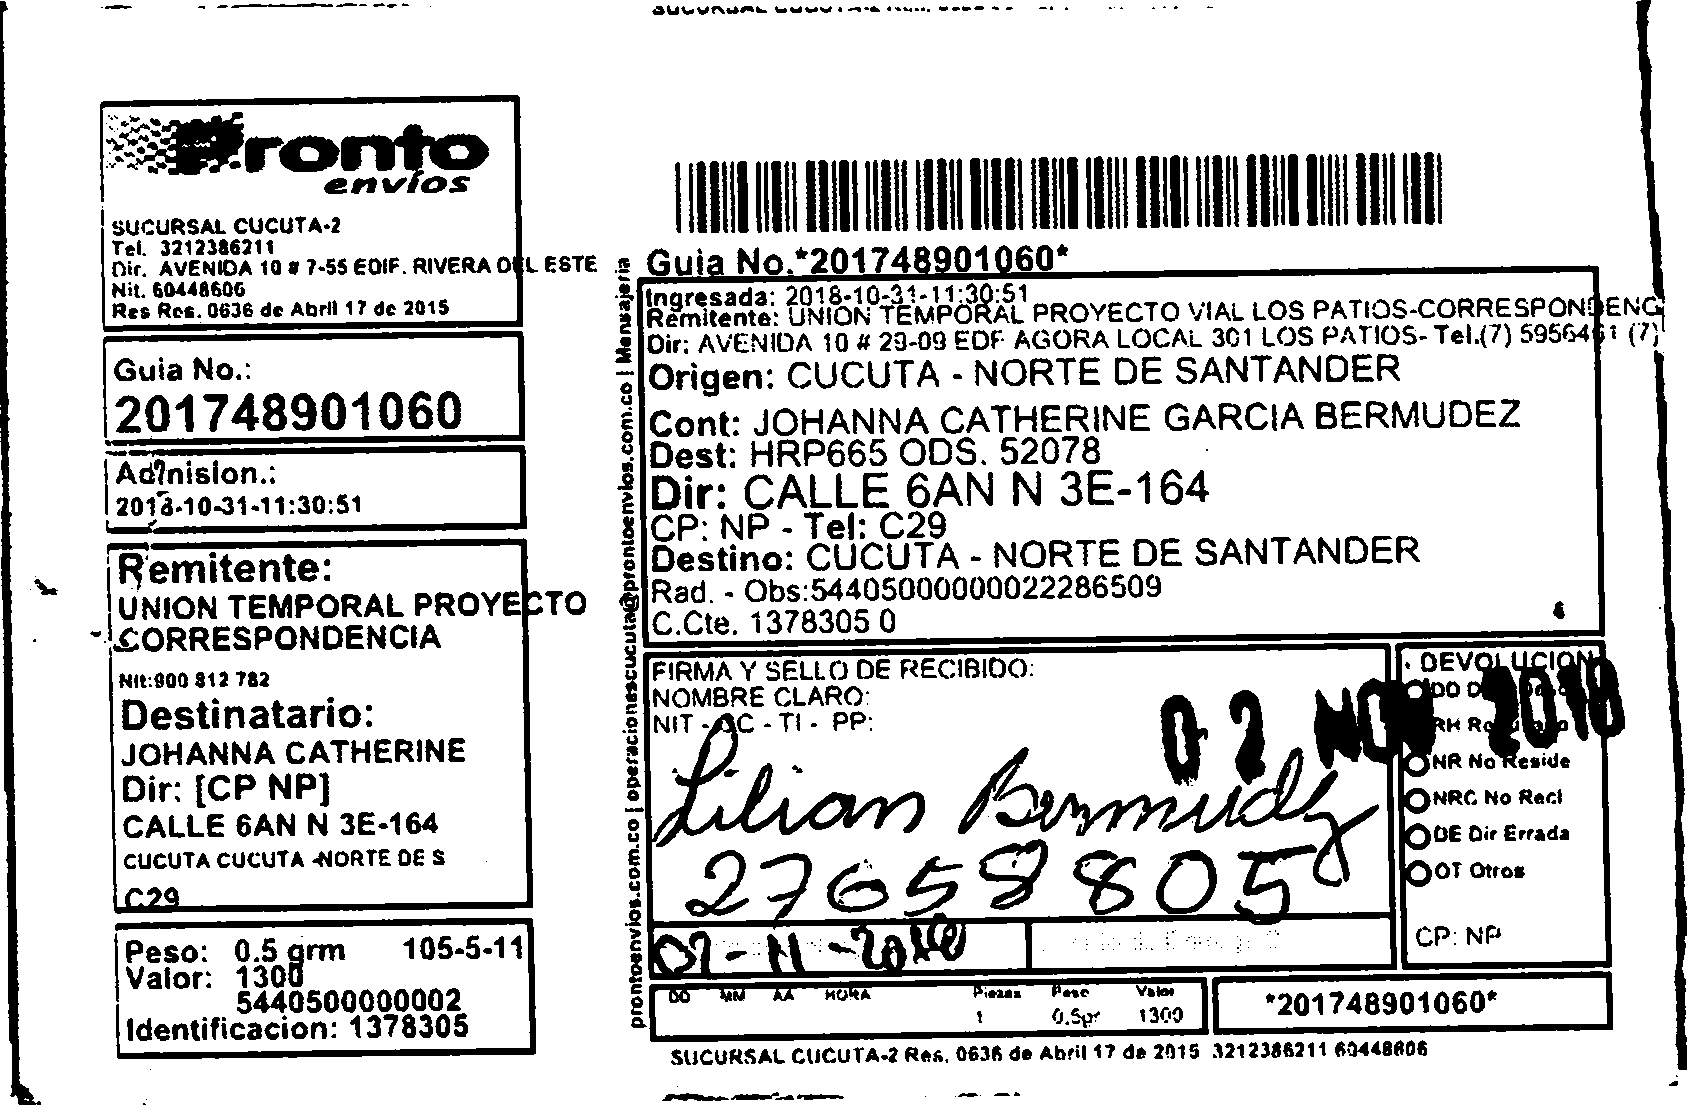 Pronto
envíos
SUCURSAL CUCUTA-2
Tel. 3212386211
Dir. AVENIDA 10 # 7-55 EDIF. RIVERA DEL ESTE
Nit. 60448606
Res Res. 0636 de Abril 17 de 2015
Guia No.:
201748901060
Admision.:
2018-10-31-11:30:51
Remitente:
UNION TEMPORAL PROYECTO
CORRESPONDENCIA
Nit:900 812 782
Destinatario:
JOHANNA CATHERINE
Dir: [CP NP]
CALLE 6AN N 3E-164
CUCUTA CUCUTA -NORTE DE S
C29
Peso: 0.5 grm 105-5-11
Valor: 1300
5440500000002
Identificacion: 1378305
prontoenvios.com.co | operacionescucuta@prontoenvios.com.co | Mensajeria
Guia No.*201748901060*
Ingresada: 2018-10-31-11:30:51
Remitente: UNION TEMPORAL PROYECTO VIAL LOS PATIOS-CORRESPONDENC
Dir: AVENIDA 10 # 29-09 EDF AGORA LOCAL 301 LOS PATIOS- Tel.(7) 5956461 (7)
Origen: CUCUTA - NORTE DE SANTANDER
Cont: JOHANNA CATHERINE GARCIA BERMUDEZ
Dest: HRP665 ODS. 52078
Dir: CALLE 6AN N 3E-164
CP: NP - Tel: C29
Destino: CUCUTA - NORTE DE SANTANDER
Rad. - Obs:54405000000022286509
C.Cte. 1378305 0
FIRMA Y SELLO DE RECIBIDO:
NOMBRE CLARO:
NIT - CC - TI - PP:
02 NOV 2018
Lilian Bermudez
27658805
02-11-2018
DD MM AA HORA
Piezas Peso Valor
1 0.5gr 1300
DEVOLUCION
DO
RH
NR No Reside
NRC No Recl
DE Dir Errada
OT Otros
CP: NP
*201748901060*
SUCURSAL CUCUTA-2 Res. 0636 de Abril 17 de 2015 3212386211 60448606